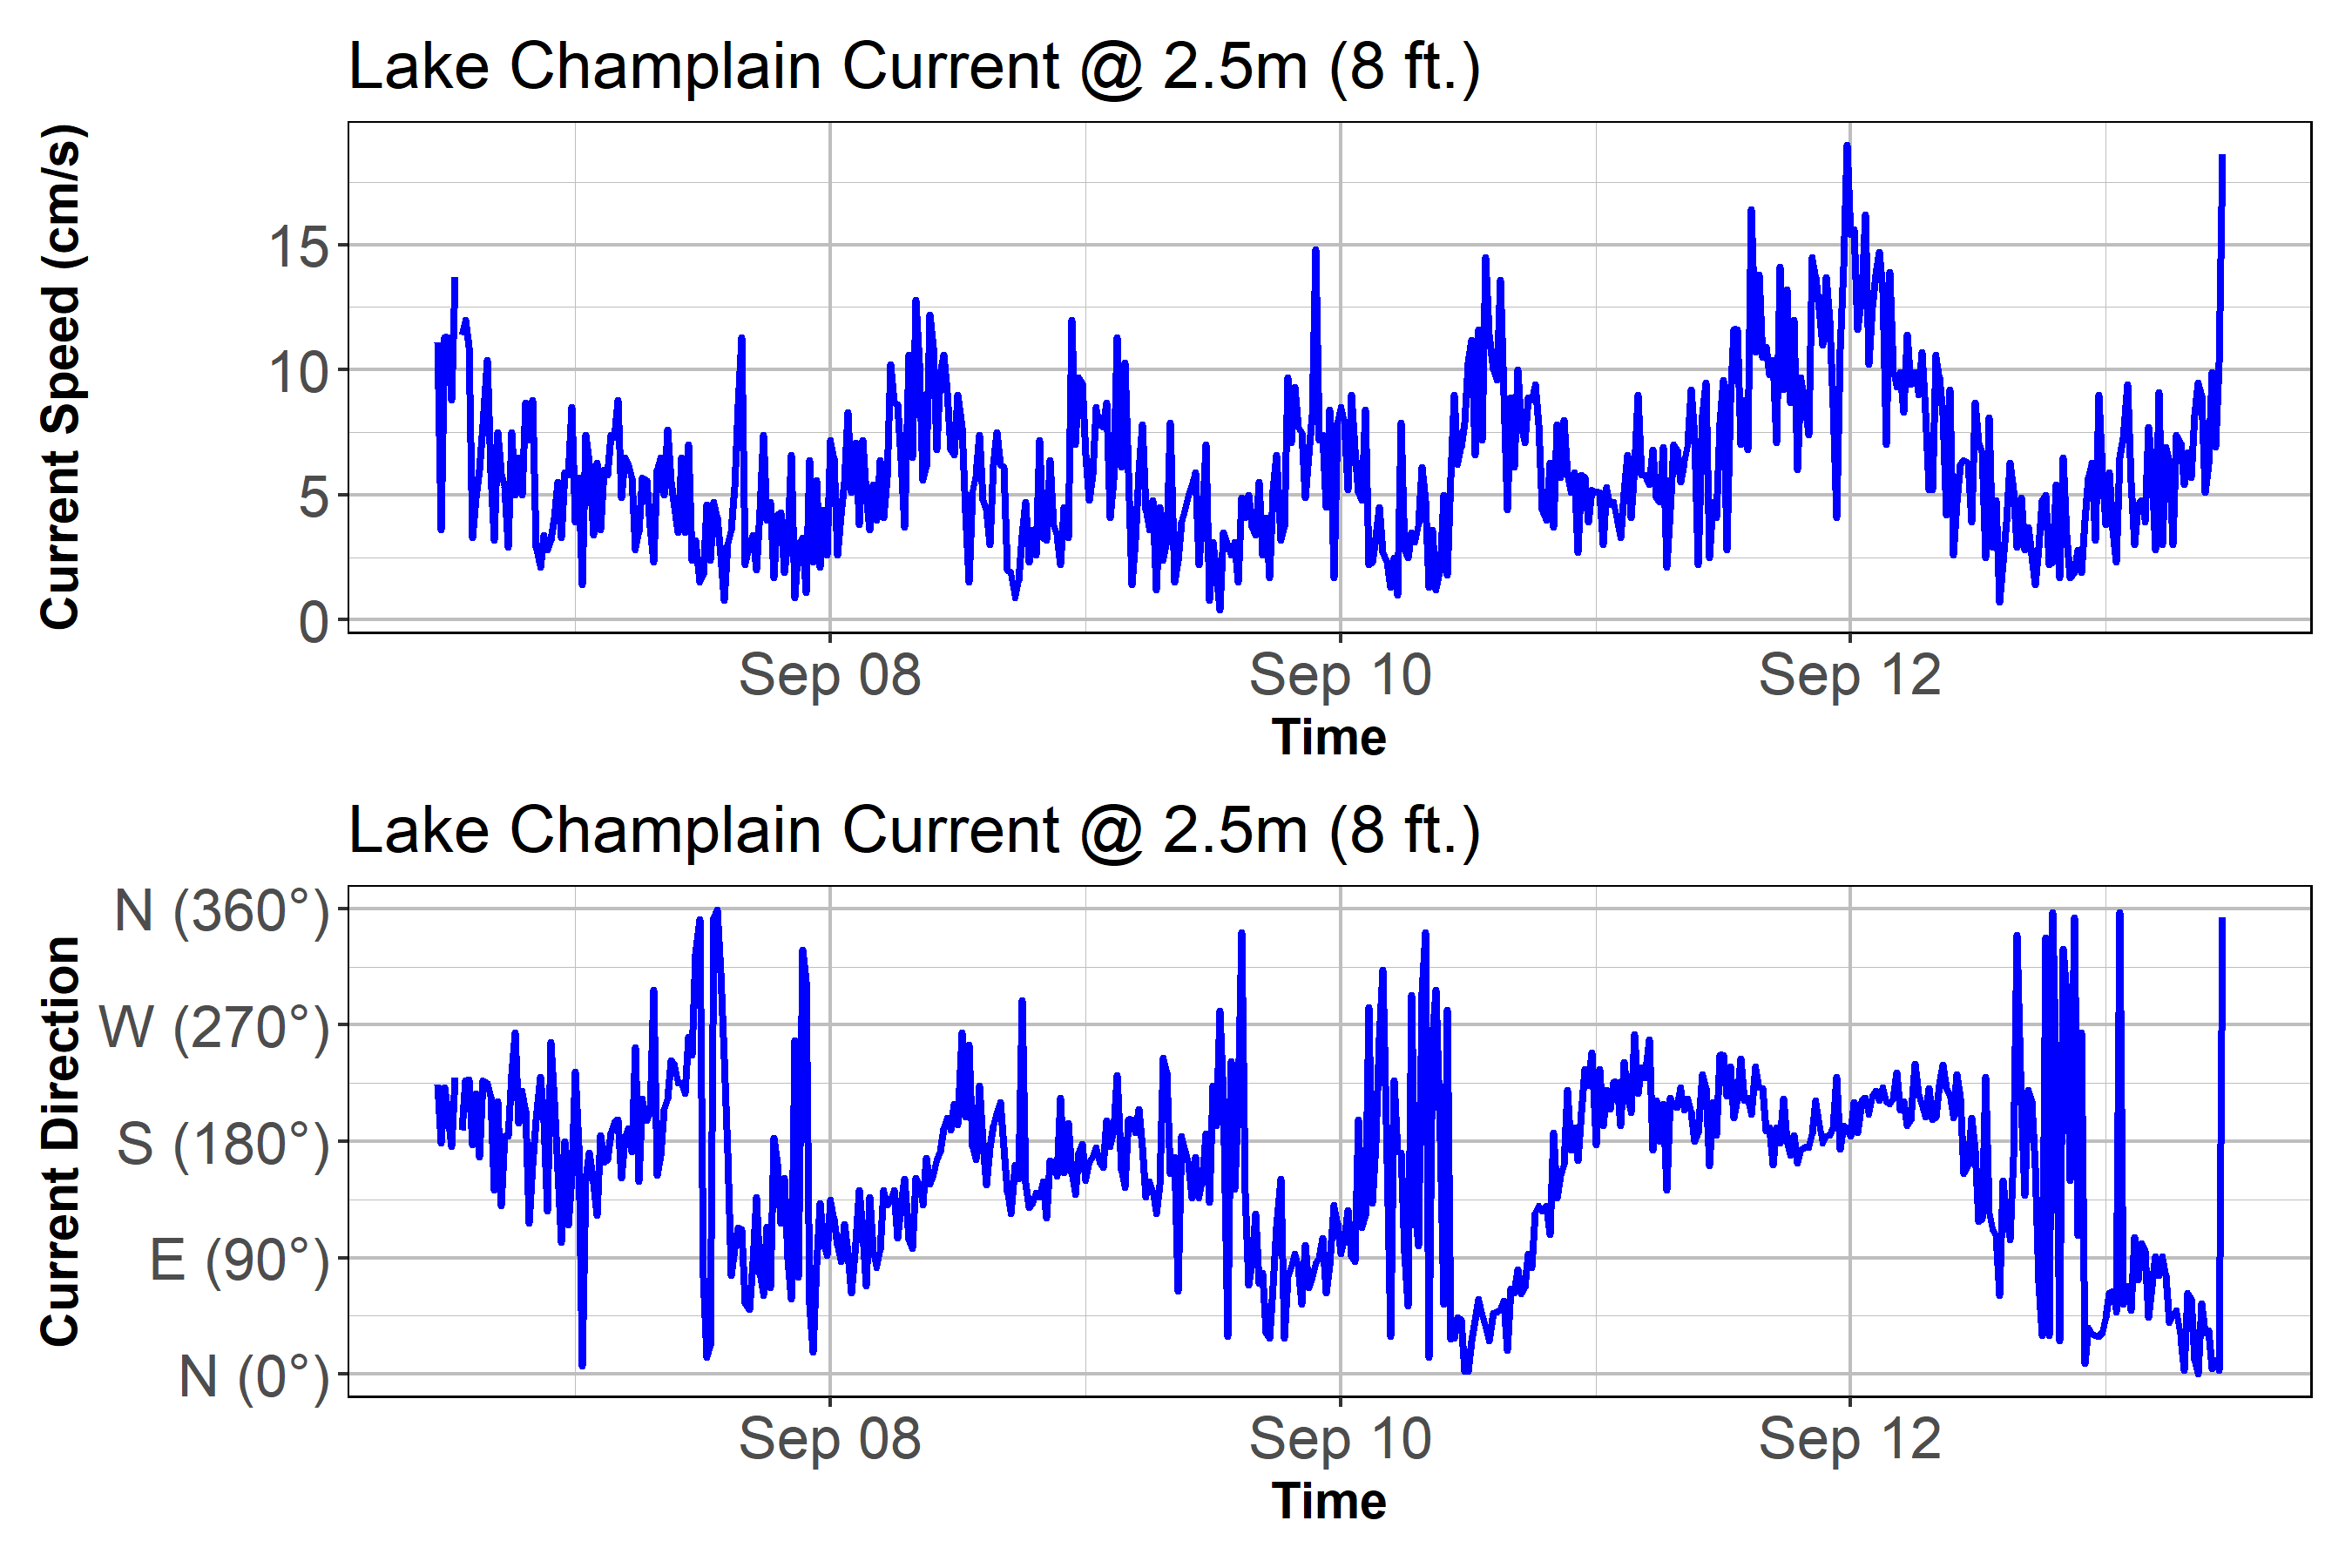 Lake Champlain Current @ 2.5m (8 ft.)
Current Speed (cm/s)
15
10
5
0
Sep 08 Sep 10 Sep 12
Time
Lake Champlain Current @ 2.5m (8 ft.)
Current Direction
N (360°)
W (270°)
S (180°)
E (90°)
N (0°)
Sep 08 Sep 10 Sep 12
Time